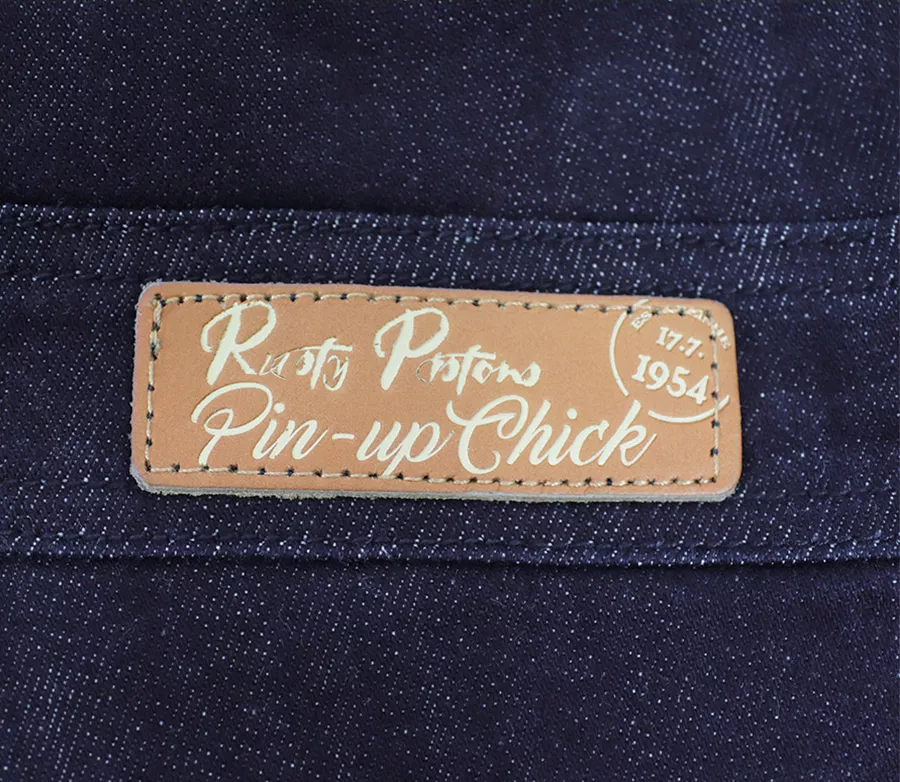 Rusty Pistons
Pin-up Chick
17.7.
1954